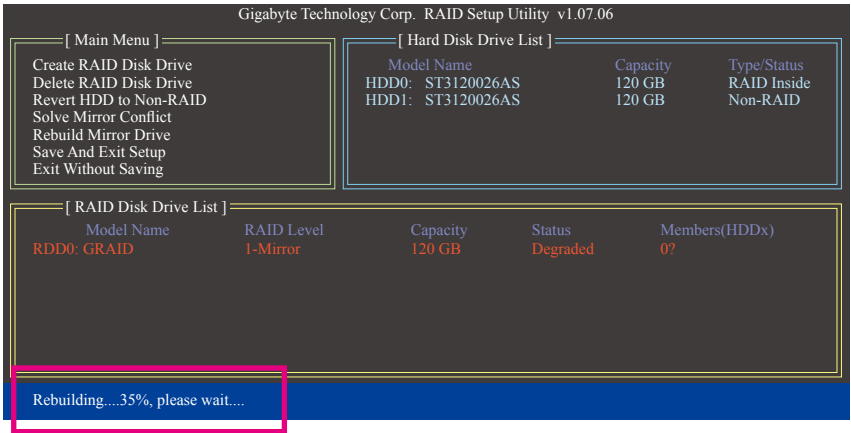 Gigabyte Technology Corp. RAID Setup Utility v1.07.06
[ Main Menu ]
Create RAID Disk Drive
Delete RAID Disk Drive
Revert HDD to Non-RAID
Solve Mirror Conflict
Rebuild Mirror Drive
Save And Exit Setup
Exit Without Saving
[ Hard Disk Drive List ]
Model Name Capacity Type/Status
HDD0: ST3120026AS 120 GB RAID Inside
HDD1: ST3120026AS 120 GB Non-RAID
[ RAID Disk Drive List ]
Model Name RAID Level Capacity Status Members(HDDx)
RDD0: GRAID 1-Mirror 120 GB Degraded 0?
Rebuilding....35%, please wait....